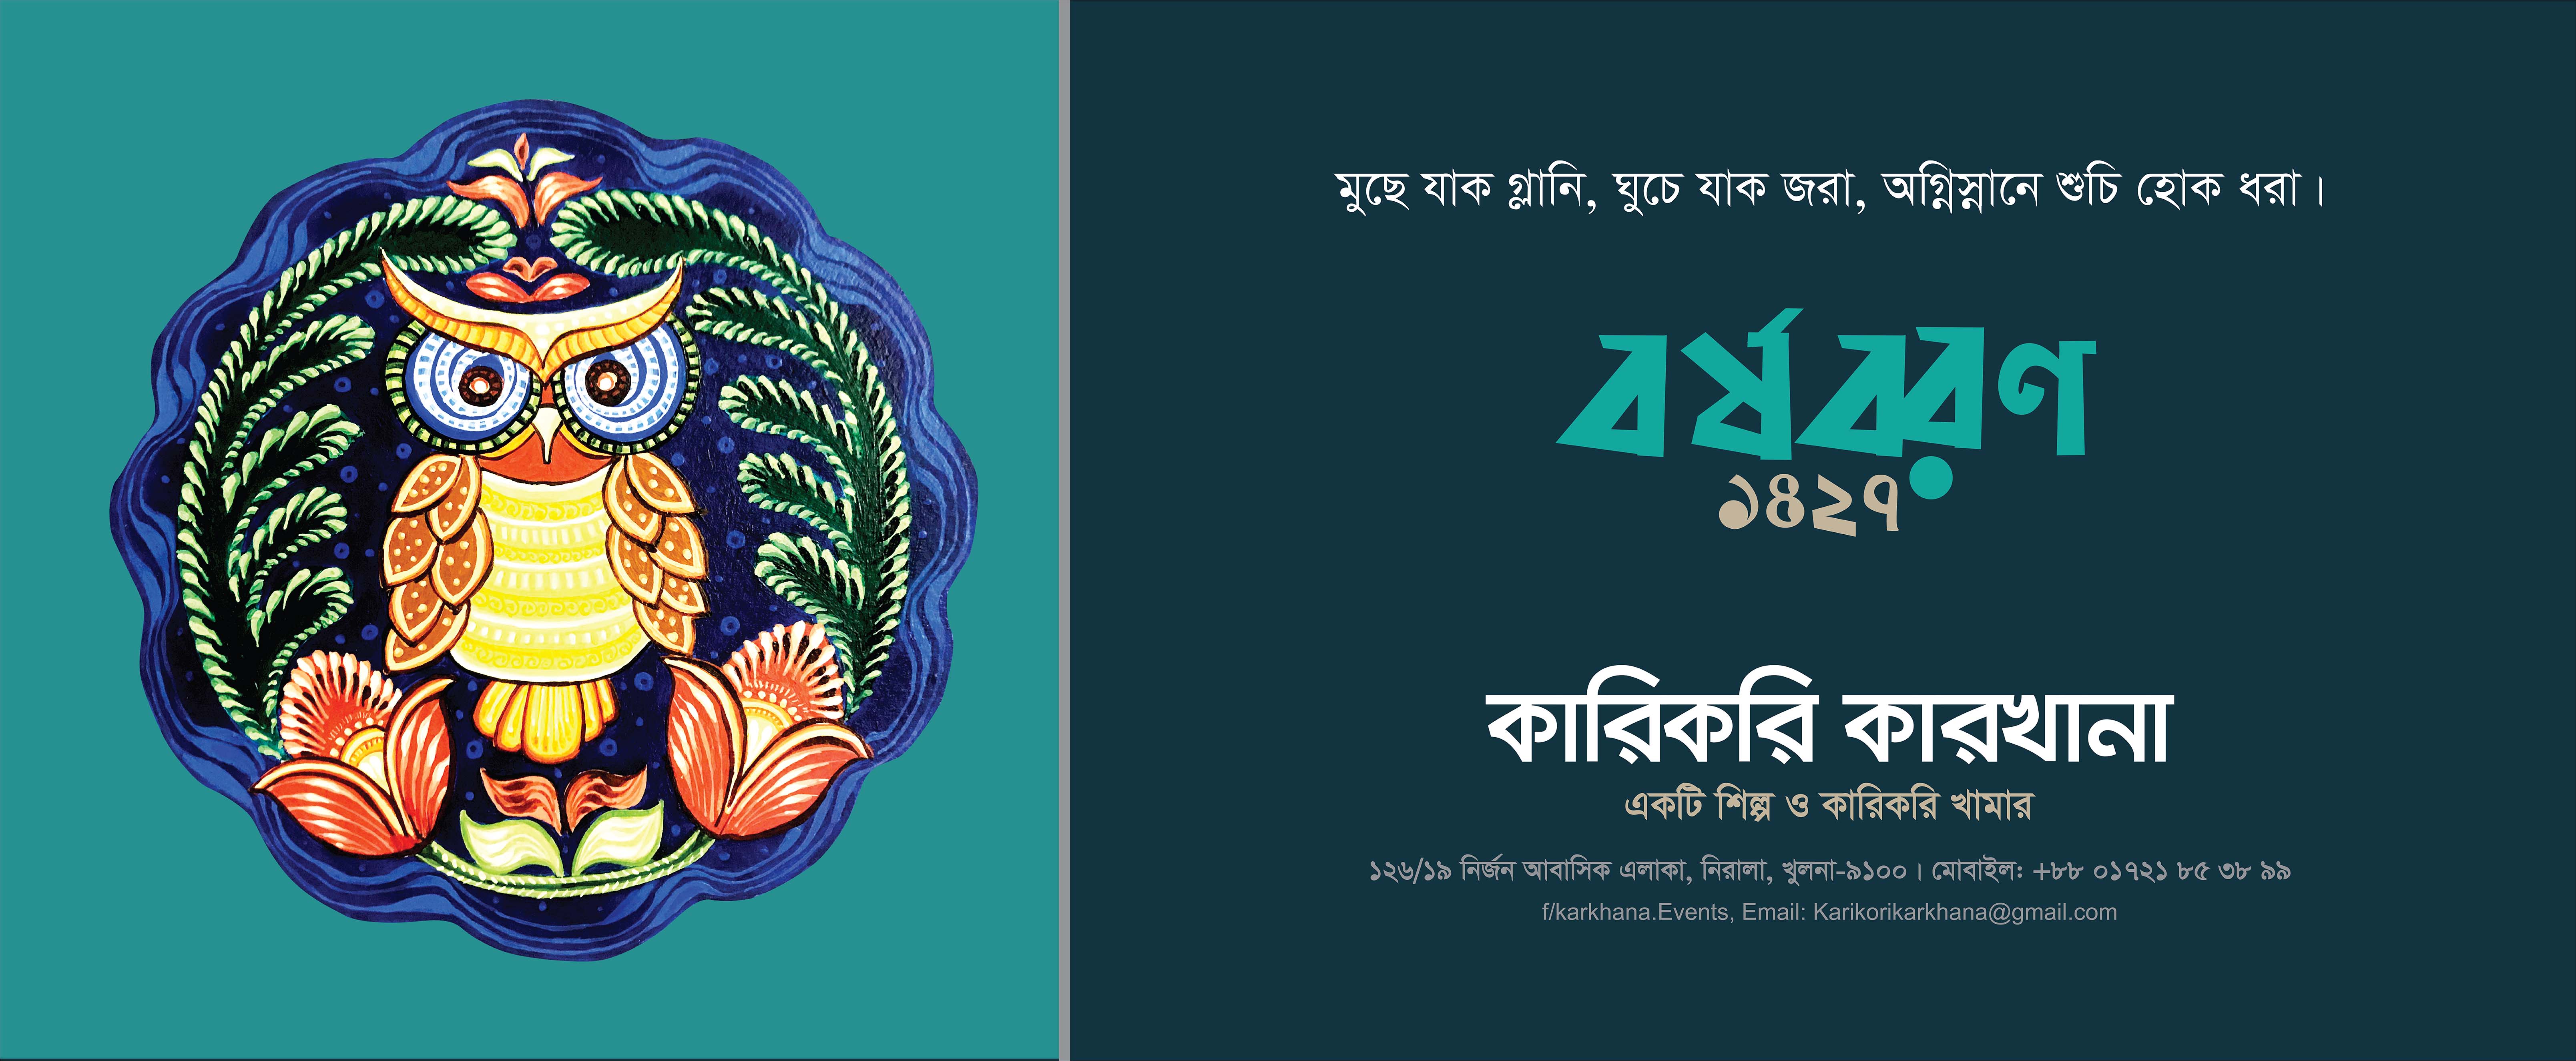 মুছে যাক গ্লানি, ঘুচে যাক জরা, অগ্নিস্নানে শুচি হোক ধরা।
বর্ষবরণ
১৪২৭
কারিকরি কারখানা
একটি শিল্প ও কারিকরি খামার
১২৬/১৯ নির্জন আবাসিক এলাকা, নিরালা, খুলনা-৯১০০। মোবাইল: +৮৮ ০১৭২১ ৮৫ ৩৮ ৯৯
f/karkhana.Events, Email: Karikorikarkhana@gmail.com